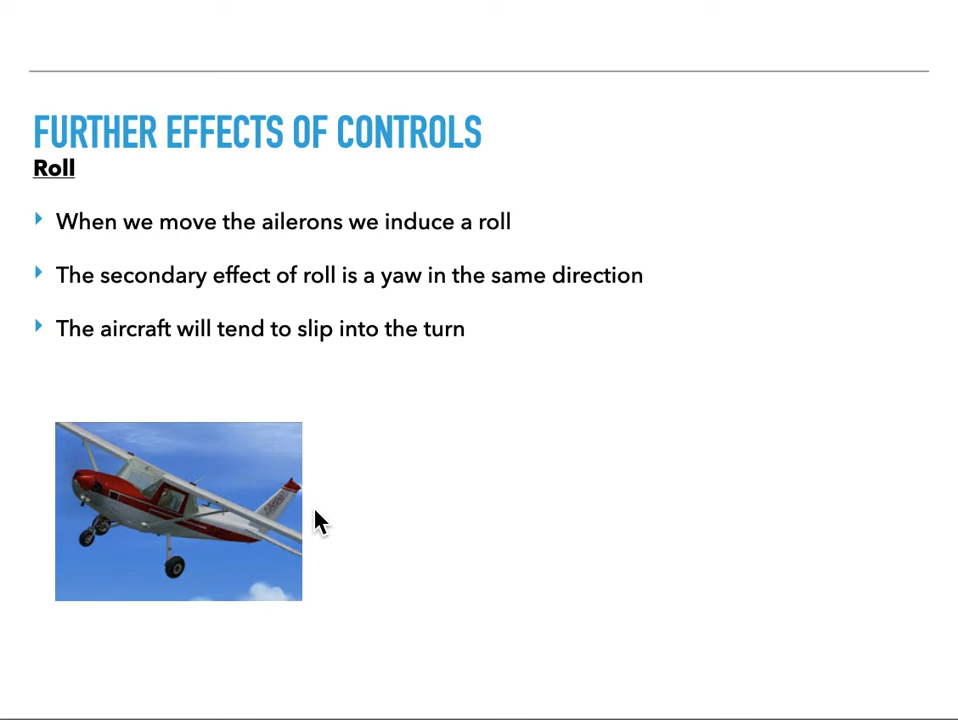 FURTHER EFFECTS OF CONTROLS
Roll
When we move the ailerons we induce a roll
The secondary effect of roll is a yaw in the same direction
The aircraft will tend to slip into the turn